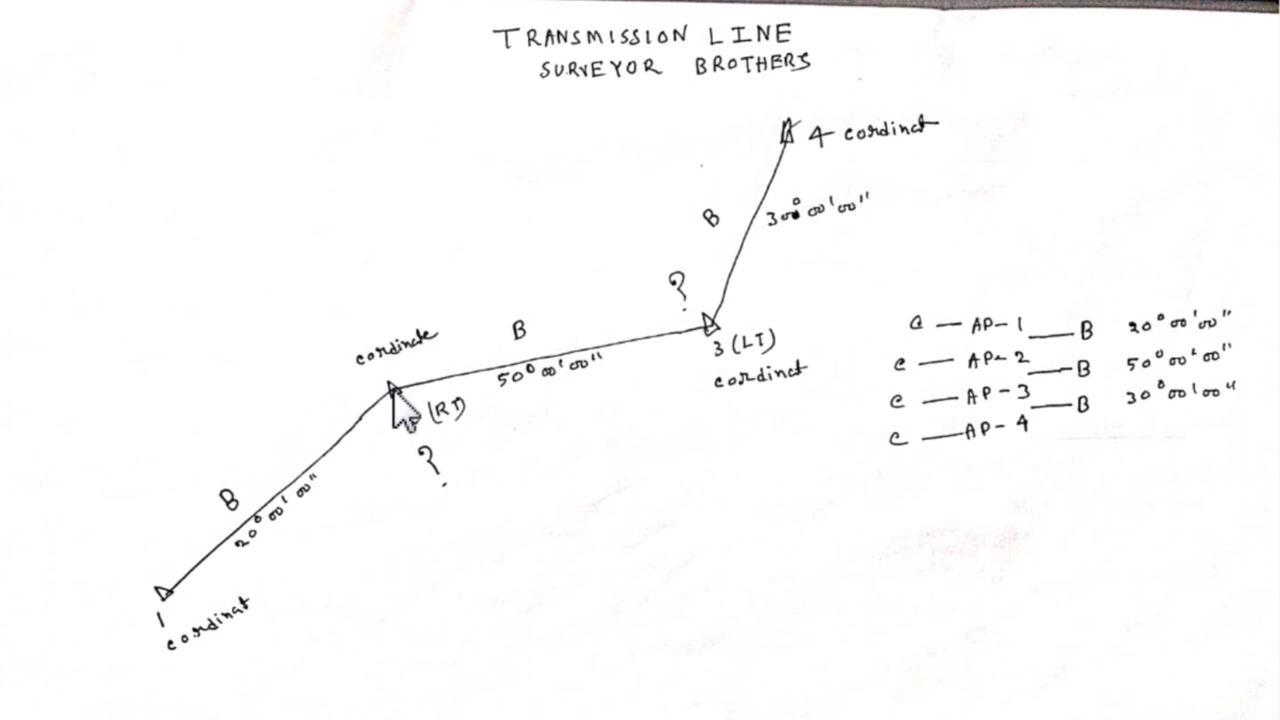 TRANSMISSION LINE
SURVEYOR BROTHERS
4 cordinat
B
30°00'00"
?
B
cordinate
3 (LT)
cordinat
50°00'00"
(RT)
?
B
20°00'00"
1
cordinat
C — AP-1 — B 20°00'00"
C — AP-2 — B 50°00'00"
C — AP-3 — B 30°00'00"
C — AP-4